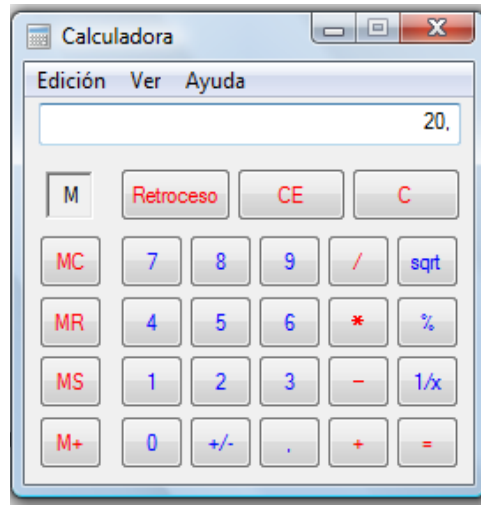 Calculadora
Edición Ver Ayuda
20,
M Retroceso CE C
MC 7 8 9 / sqrt
MR 4 5 6 * %
MS 1 2 3 - 1/x
M+ 0 +/- , + =